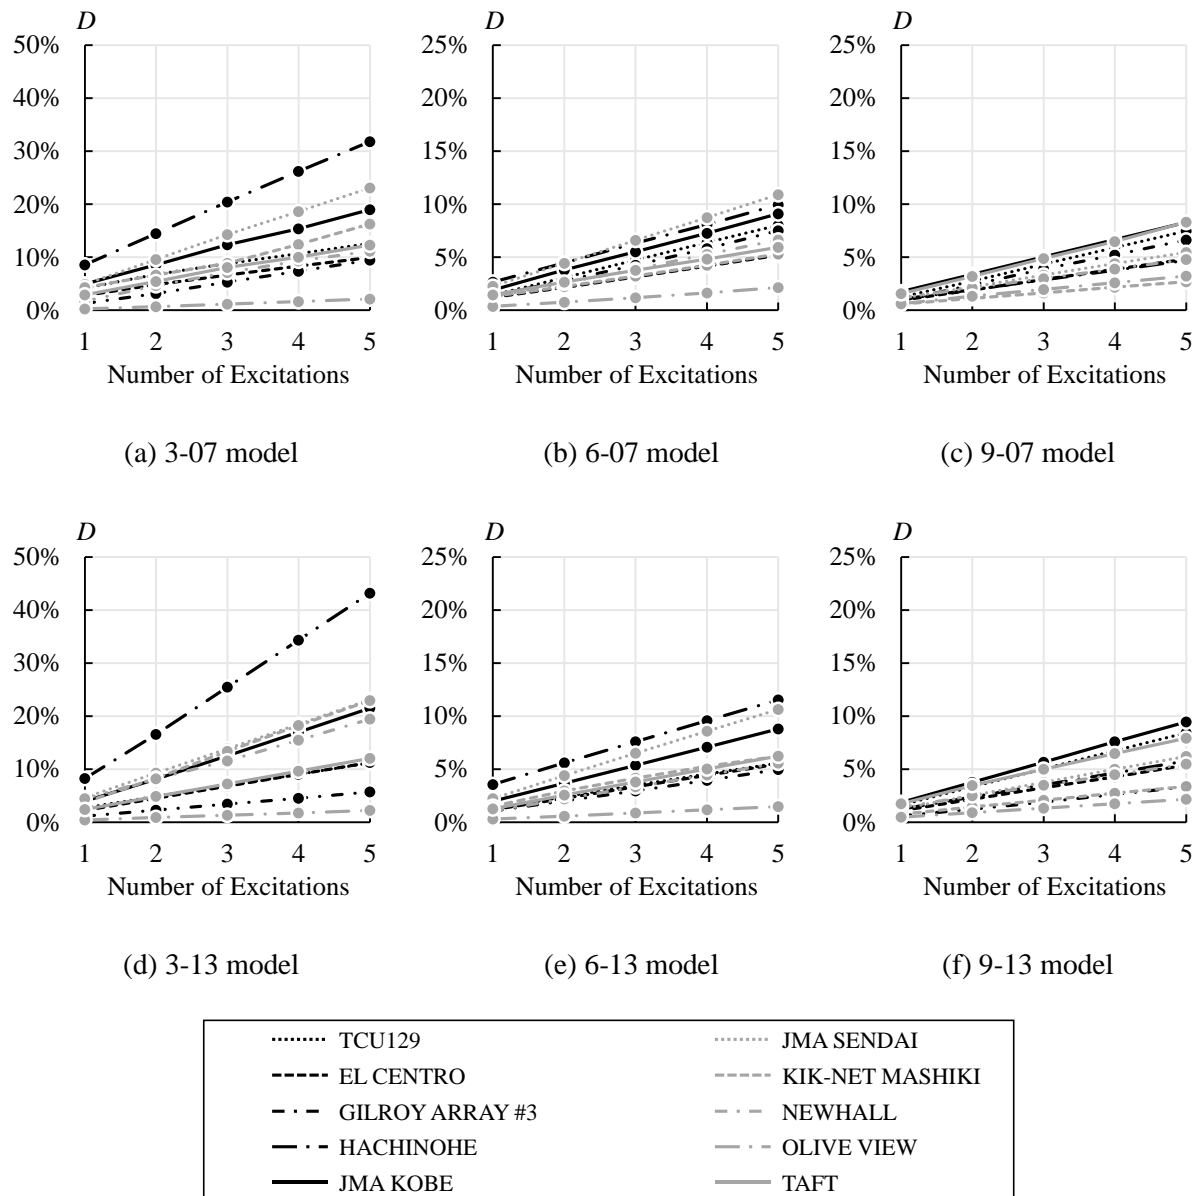 D D D
50% 25% 25%
40% 20% 20%
30% 15% 15%
20% 10% 10%
10% 5% 5%
0% 0% 0%
1 2 3 4 5 1 2 3 4 5 1 2 3 4 5
Number of Excitations Number of Excitations Number of Excitations
(a) 3-07 model (b) 6-07 model (c) 9-07 model
D D D
50% 25% 25%
40% 20% 20%
30% 15% 15%
20% 10% 10%
10% 5% 5%
0% 0% 0%
1 2 3 4 5 1 2 3 4 5 1 2 3 4 5
Number of Excitations Number of Excitations Number of Excitations
(d) 3-13 model (e) 6-13 model (f) 9-13 model
TCU129 JMA SENDAI
EL CENTRO KIK-NET MASHIKI
GILROY ARRAY #3 NEWHALL
HACHINOHE OLIVE VIEW
JMA KOBE TAFT